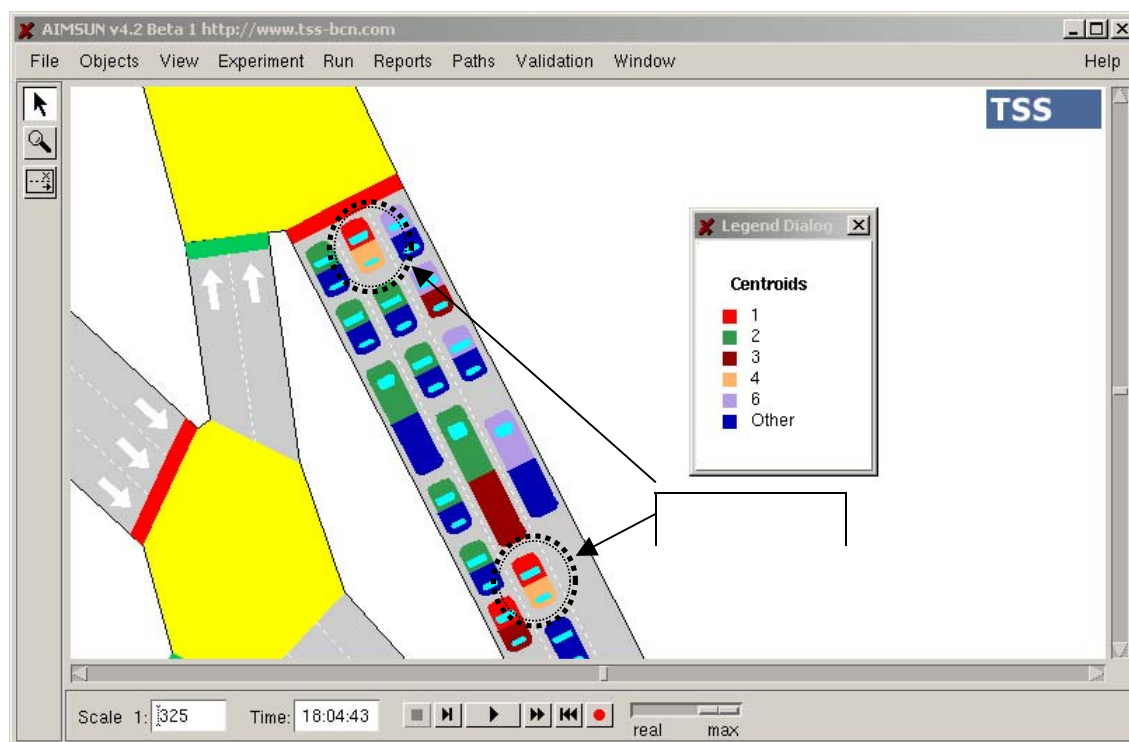 AIMSUN v4.2 Beta 1 http://www.tss-bcn.com
File Objects View Experiment Run Reports Paths Validation Window Help
TSS
Legend Dialog
Centroids
1
2
3
4
6
Other
Scale 1: 325 Time: 18:04:43
real max